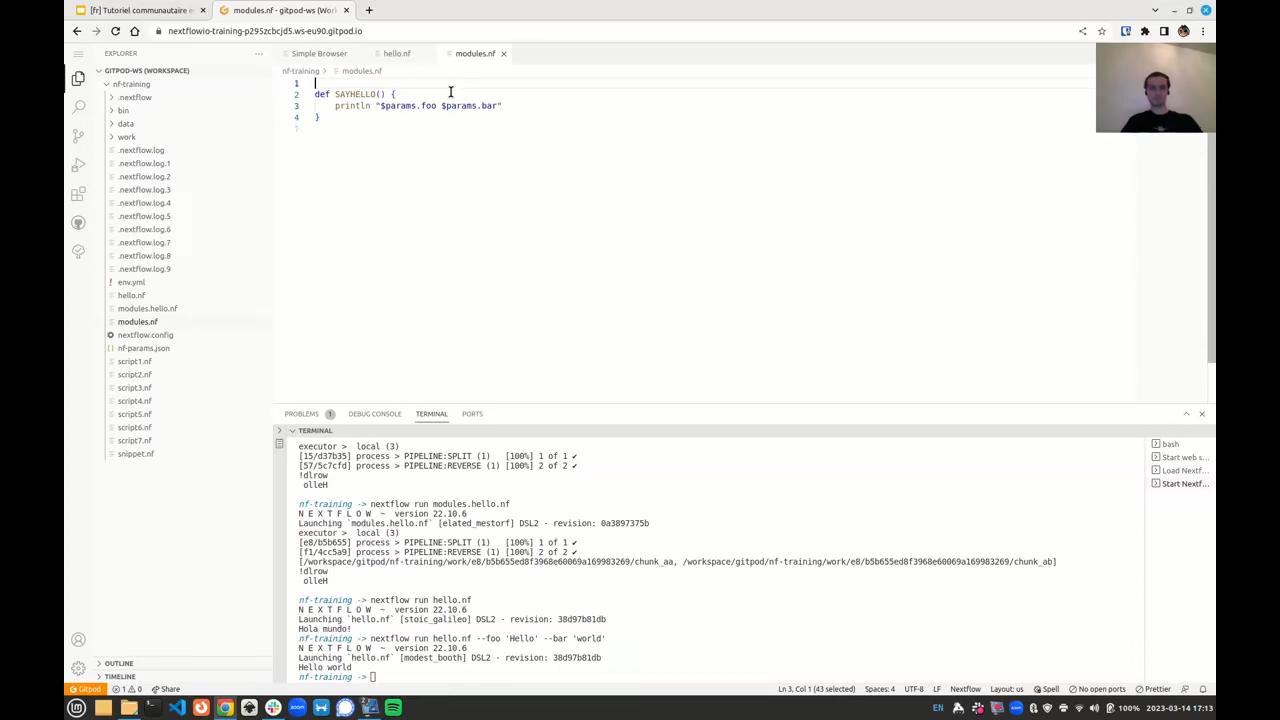 [fr] Tutoriel communautaire e
modules.nf - gitpod-ws (Work
nextflowio-training-p295zcbcjd5.ws-eu90.gitpod.io
EXPLORER
Simple Browser
hello.nf
modules.nf
GITPOD-WS (WORKSPACE)
nf-training
.nextflow
bin
data
work
.nextflow.log
.nextflow.log.1
.nextflow.log.2
.nextflow.log.3
.nextflow.log.4
.nextflow.log.5
.nextflow.log.6
.nextflow.log.7
.nextflow.log.8
.nextflow.log.9
env.yml
hello.nf
modules.hello.nf
modules.nf
nextflow.config
nf-params.json
script1.nf
script2.nf
script3.nf
script4.nf
script5.nf
script6.nf
script7.nf
snippet.nf
OUTLINE
TIMELINE
nf-training > modules.nf
1
2 def SAYHELLO() {
3 println "$params.foo $params.bar"
4 }
5
PROBLEMS 1 DEBUG CONSOLE TERMINAL PORTS
TERMINAL
executor > local (3)
[15/d37b35] process > PIPELINE:SPLIT (1) [100%] 1 of 1 ✔
[57/5c7cfd] process > PIPELINE:REVERSE (1) [100%] 2 of 2 ✔
!dlrow
olleH
nf-training -> nextflow run modules.hello.nf
N E X T F L O W ~ version 22.10.6
Launching `modules.hello.nf` [elated_mestorf] DSL2 - revision: 0a3897375b
executor > local (3)
[e8/b5b655] process > PIPELINE:SPLIT (1) [100%] 1 of 1 ✔
[f1/4cc5a9] process > PIPELINE:REVERSE (1) [100%] 2 of 2 ✔
[/workspace/gitpod/nf-training/work/e8/b5b655ed8f3968e60069a169983269/chunk_aa, /workspace/gitpod/nf-training/work/e8/b5b655ed8f3968e60069a169983269/chunk_ab]
!dlrow
olleH
nf-training -> nextflow run hello.nf
N E X T F L O W ~ version 22.10.6
Launching `hello.nf` [stoic_galileo] DSL2 - revision: 38d97b81db
Hola mundo!
nf-training -> nextflow run hello.nf --foo 'Hello' --bar 'world'
N E X T F L O W ~ version 22.10.6
Launching `hello.nf` [modest_booth] DSL2 - revision: 38d97b81db
Hello world
nf-training ->
bash
Start web s...
Load Nextf...
Start Nextf...
Gitpod 1 0 Share
Ln 3, Col 1 (43 selected) Spaces: 4 UTF-8 LF Nextflow Layout: us Spell No open ports Prettier
zoom
zoom
EN
100% 2023-03-14 17:13